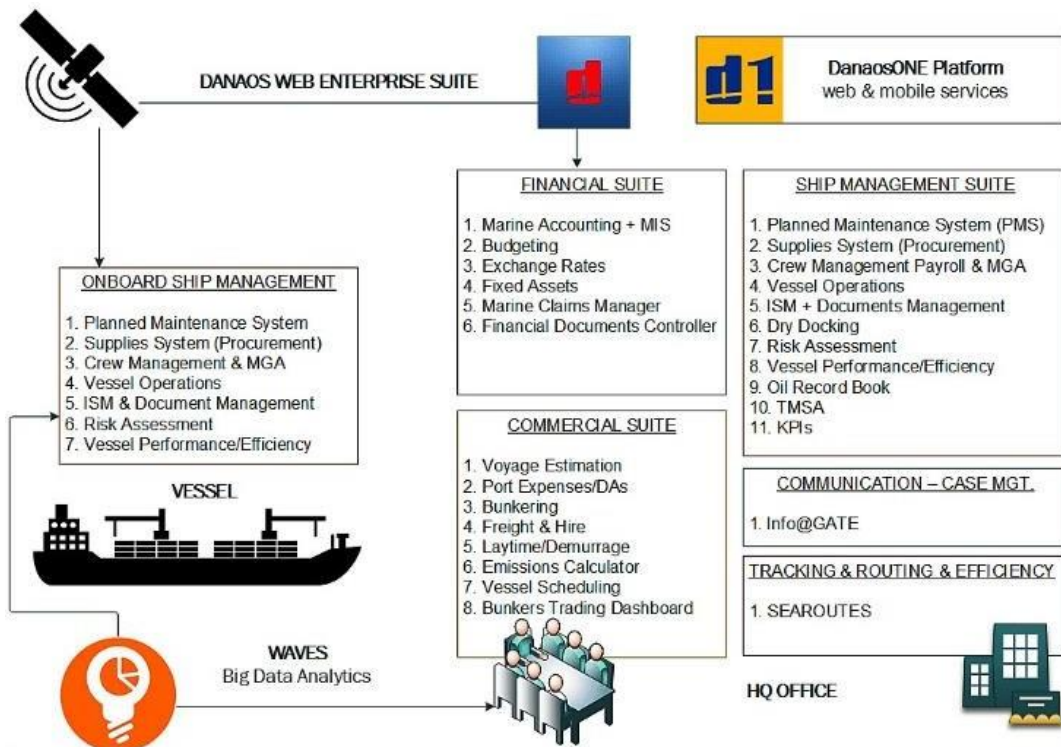 DANAOS WEB ENTERPRISE SUITE
d
d1
DanaosONE Platform
web & mobile services
FINANCIAL SUITE
1. Marine Accounting + MIS
2. Budgeting
3. Exchange Rates
4. Fixed Assets
5. Marine Claims Manager
6. Financial Documents Controller
SHIP MANAGEMENT SUITE
1. Planned Maintenance System (PMS)
2. Supplies System (Procurement)
3. Crew Management Payroll & MGA
4. Vessel Operations
5. ISM + Documents Management
6. Dry Docking
7. Risk Assessment
8. Vessel Performance/Efficiency
9. Oil Record Book
10. TMSA
11. KPIs
ONBOARD SHIP MANAGEMENT
1. Planned Maintenance System
2. Supplies System (Procurement)
3. Crew Management & MGA
4. Vessel Operations
5. ISM & Document Management
6. Risk Assessment
7. Vessel Performance/Efficiency
VESSEL
COMMERCIAL SUITE
1. Voyage Estimation
2. Port Expenses/DAs
3. Bunkering
4. Freight & Hire
5. Laytime/Demurrage
6. Emissions Calculator
7. Vessel Scheduling
8. Bunkers Trading Dashboard
COMMUNICATION – CASE MGT.
1. Info@GATE
TRACKING & ROUTING & EFFICIENCY
1. SEAROUTES
WAVES
Big Data Analytics
HQ OFFICE